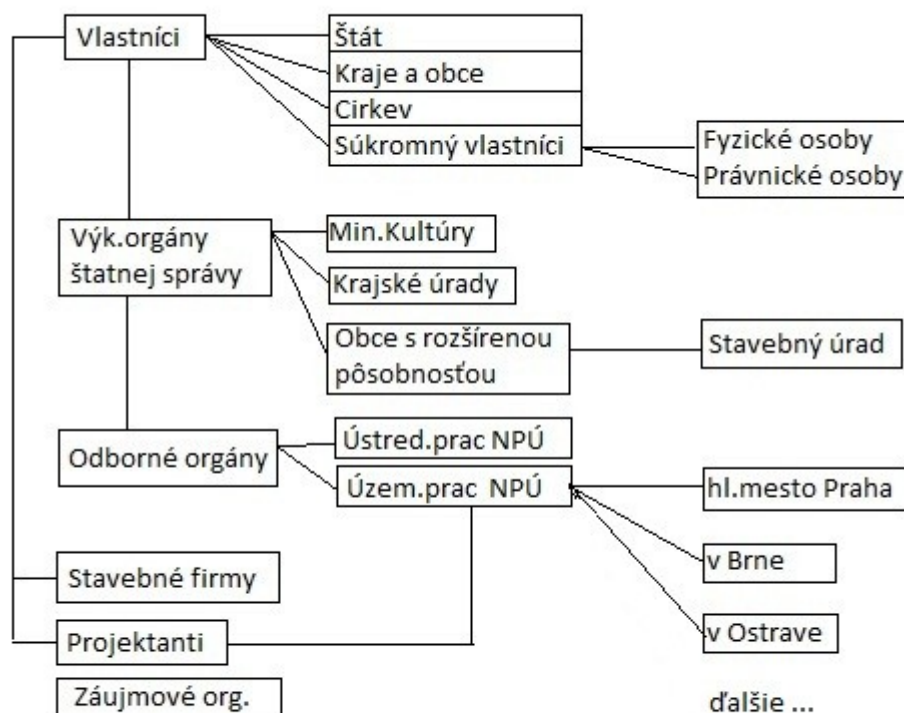 Vlastníci
Štát
Kraje a obce
Cirkev
Súkromný vlastníci
Fyzické osoby
Právnické osoby
Výk.orgány
štatnej správy
Min.Kultúry
Krajské úrady
Obce s rozšírenou
pôsobnosťou
Stavebný úrad
Odborné orgány
Ústred.prac NPÚ
Územ.prac NPÚ
hl.mesto Praha
v Brne
v Ostrave
Stavebné firmy
Projektanti
Záujmové org.
ďalšie ...